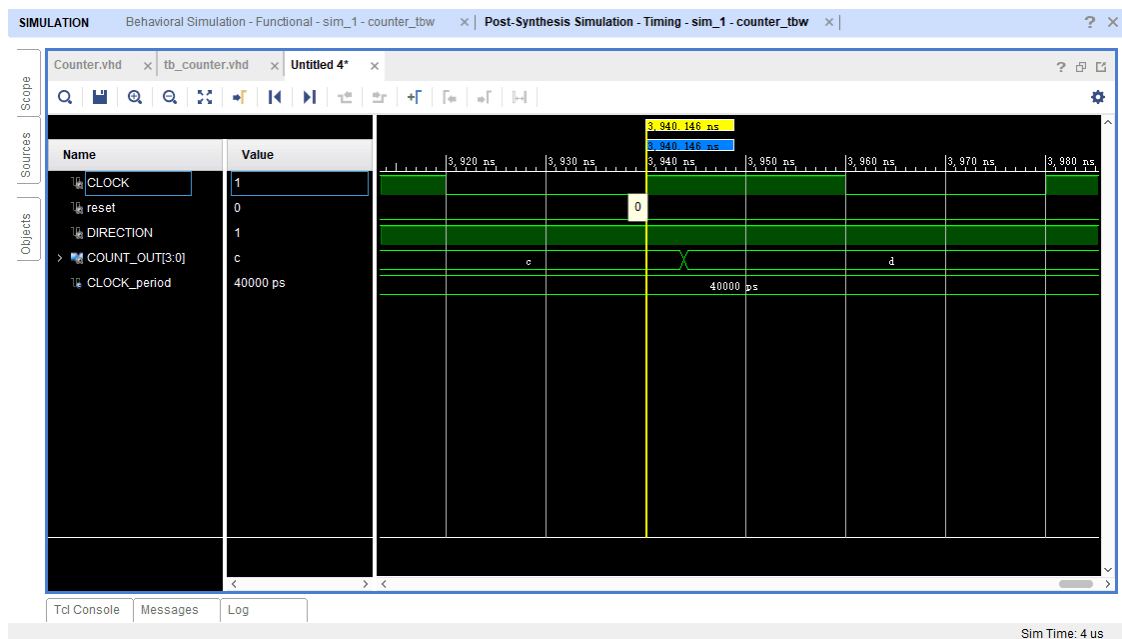 SIMULATION Behavioral Simulation - Functional - sim_1 - counter_tbw × Post-Synthesis Simulation - Timing - sim_1 - counter_tbw × ? ×
Scope
Sources
Objects
Counter.vhd × tb_counter.vhd × Untitled 4* × ?
3,940.146 ns
3,940.146 ns
3,920 ns 3,930 ns 3,940 ns 3,950 ns 3,960 ns 3,970 ns 3,980 ns
Name Value
CLOCK 1
reset 0 0
DIRECTION 1
> COUNT_OUT[3:0] c c d
CLOCK_period 40000 ps 40000 ps
Tcl Console Messages Log
Sim Time: 4 us